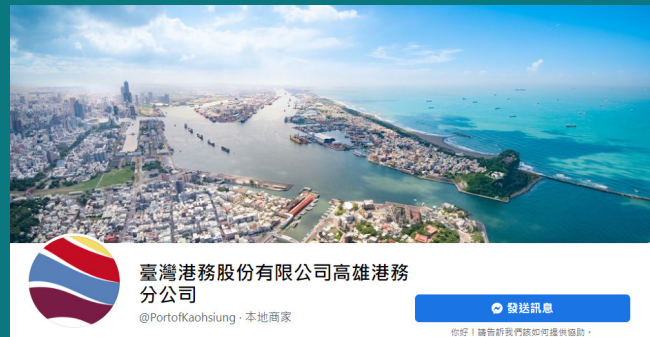 臺灣港務股份有限公司高雄港務
分公司
@PortofKaohsiung · 本地商家
發送訊息
你好！請告訴我們該如何提供協助。